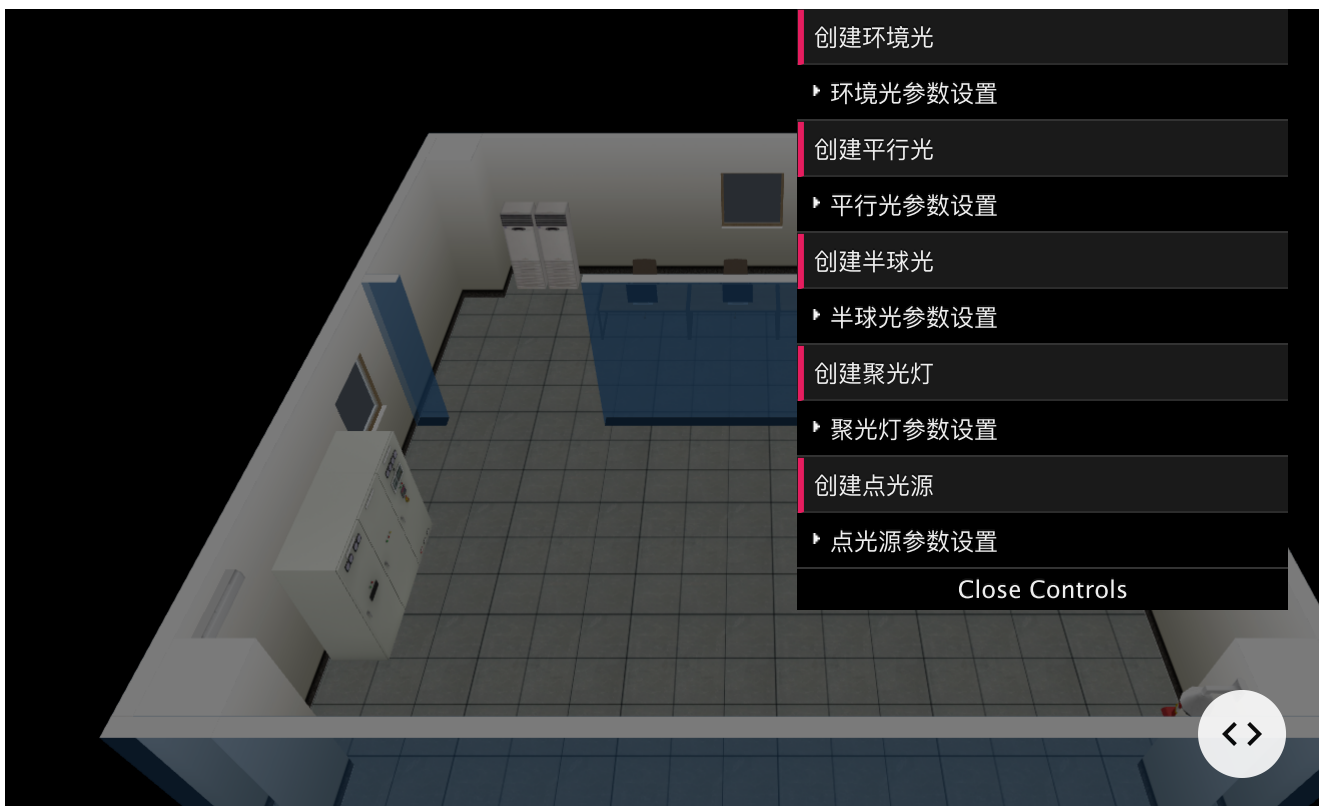 创建环境光
环境光参数设置
创建平行光
平行光参数设置
创建半球光
半球光参数设置
创建聚光灯
聚光灯参数设置
创建点光源
点光源参数设置
Close Controls